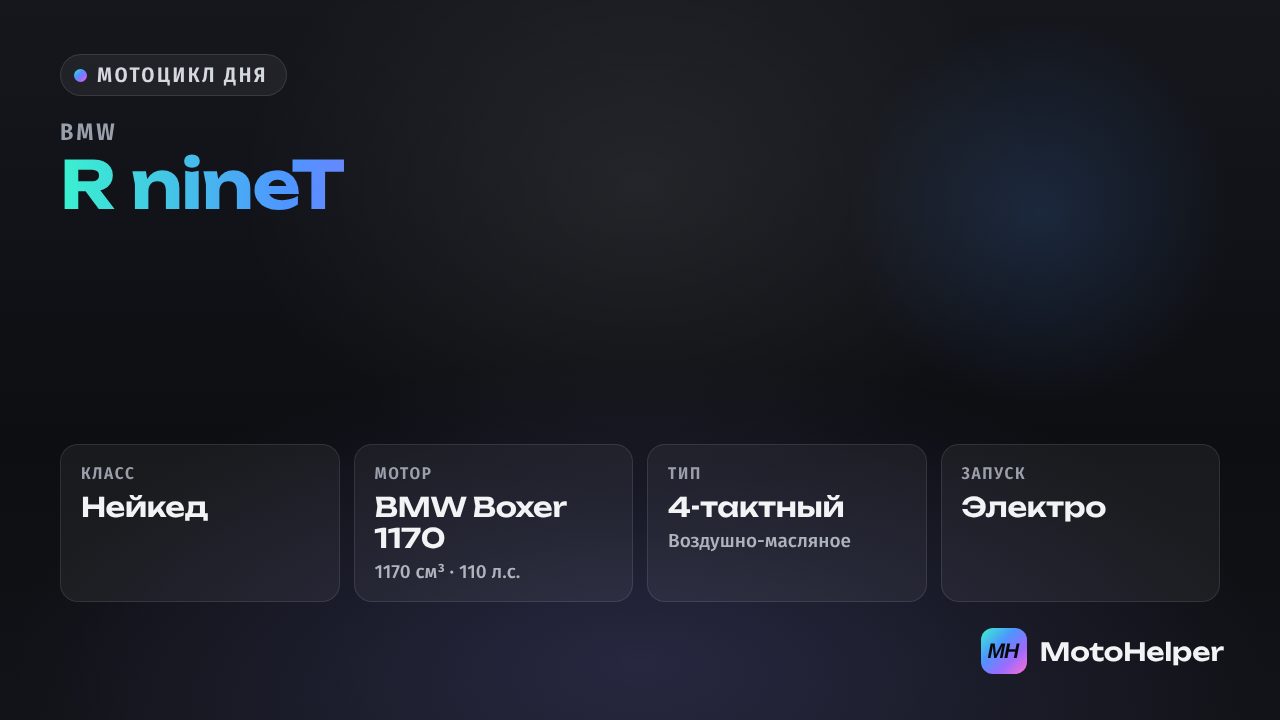 МОТОЦИКЛ ДНЯ
BMW
R nineT
КЛАСС
Нейкед
МОТОР
BMW Boxer
1170
1170 см³ · 110 л.с.
ТИП
4-тактный
Воздушно-масляное
ЗАПУСК
Электро
MH MotoHelper